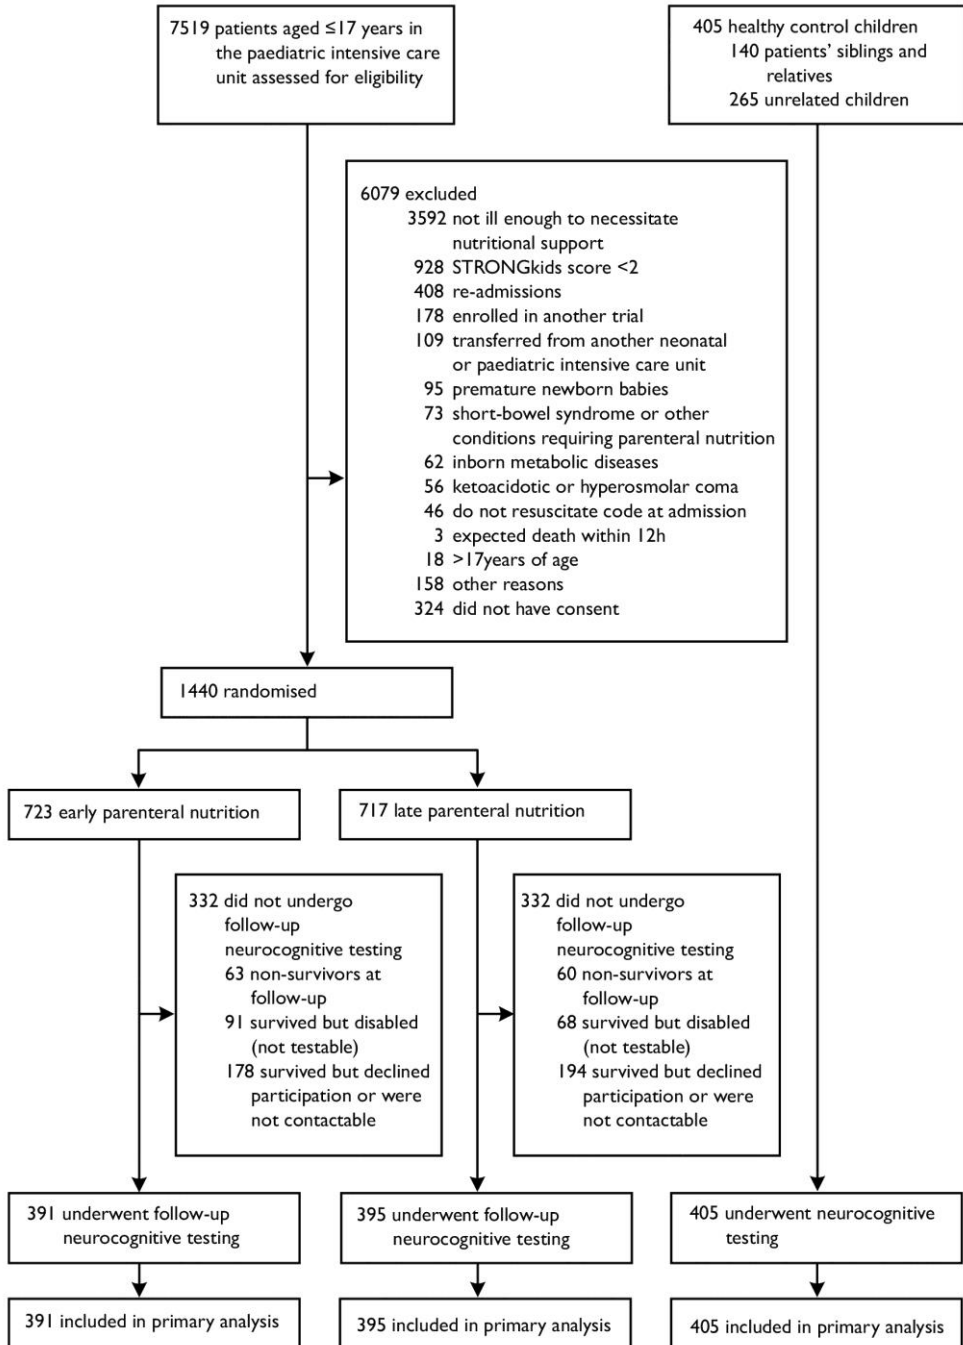 7519 patients aged ≤17 years in
the paediatric intensive care
unit assessed for eligibility
405 healthy control children
140 patients’ siblings and
relatives
265 unrelated children
6079 excluded
3592 not ill enough to necessitate
nutritional support
928 STRONGkids score <2
408 re-admissions
178 enrolled in another trial
109 transferred from another neonatal
or paediatric intensive care unit
95 premature newborn babies
73 short-bowel syndrome or other
conditions requiring parenteral nutrition
62 inborn metabolic diseases
56 ketoacidotic or hyperosmolar coma
46 do not resuscitate code at admission
3 expected death within 12h
18 >17years of age
158 other reasons
324 did not have consent
1440 randomised
723 early parenteral nutrition
717 late parenteral nutrition
332 did not undergo
follow-up
neurocognitive testing
63 non-survivors at
follow-up
91 survived but disabled
(not testable)
178 survived but declined
participation or were
not contactable
332 did not undergo
follow-up
neurocognitive testing
60 non-survivors at
follow-up
68 survived but disabled
(not testable)
194 survived but declined
participation or were
not contactable
391 underwent follow-up
neurocognitive testing
395 underwent follow-up
neurocognitive testing
405 underwent neurocognitive
testing
391 included in primary analysis
395 included in primary analysis
405 included in primary analysis